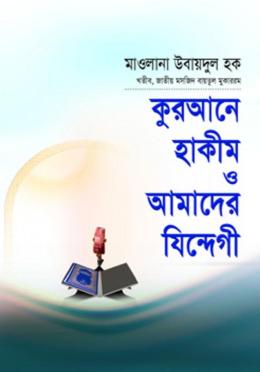 মাওলানা উবায়দুল হক
খতীব, জাতীয় মসজিদ বায়তুল মুকাররম
কুরআনে
হাকীম
ও
আমাদের
যিন্দেগী